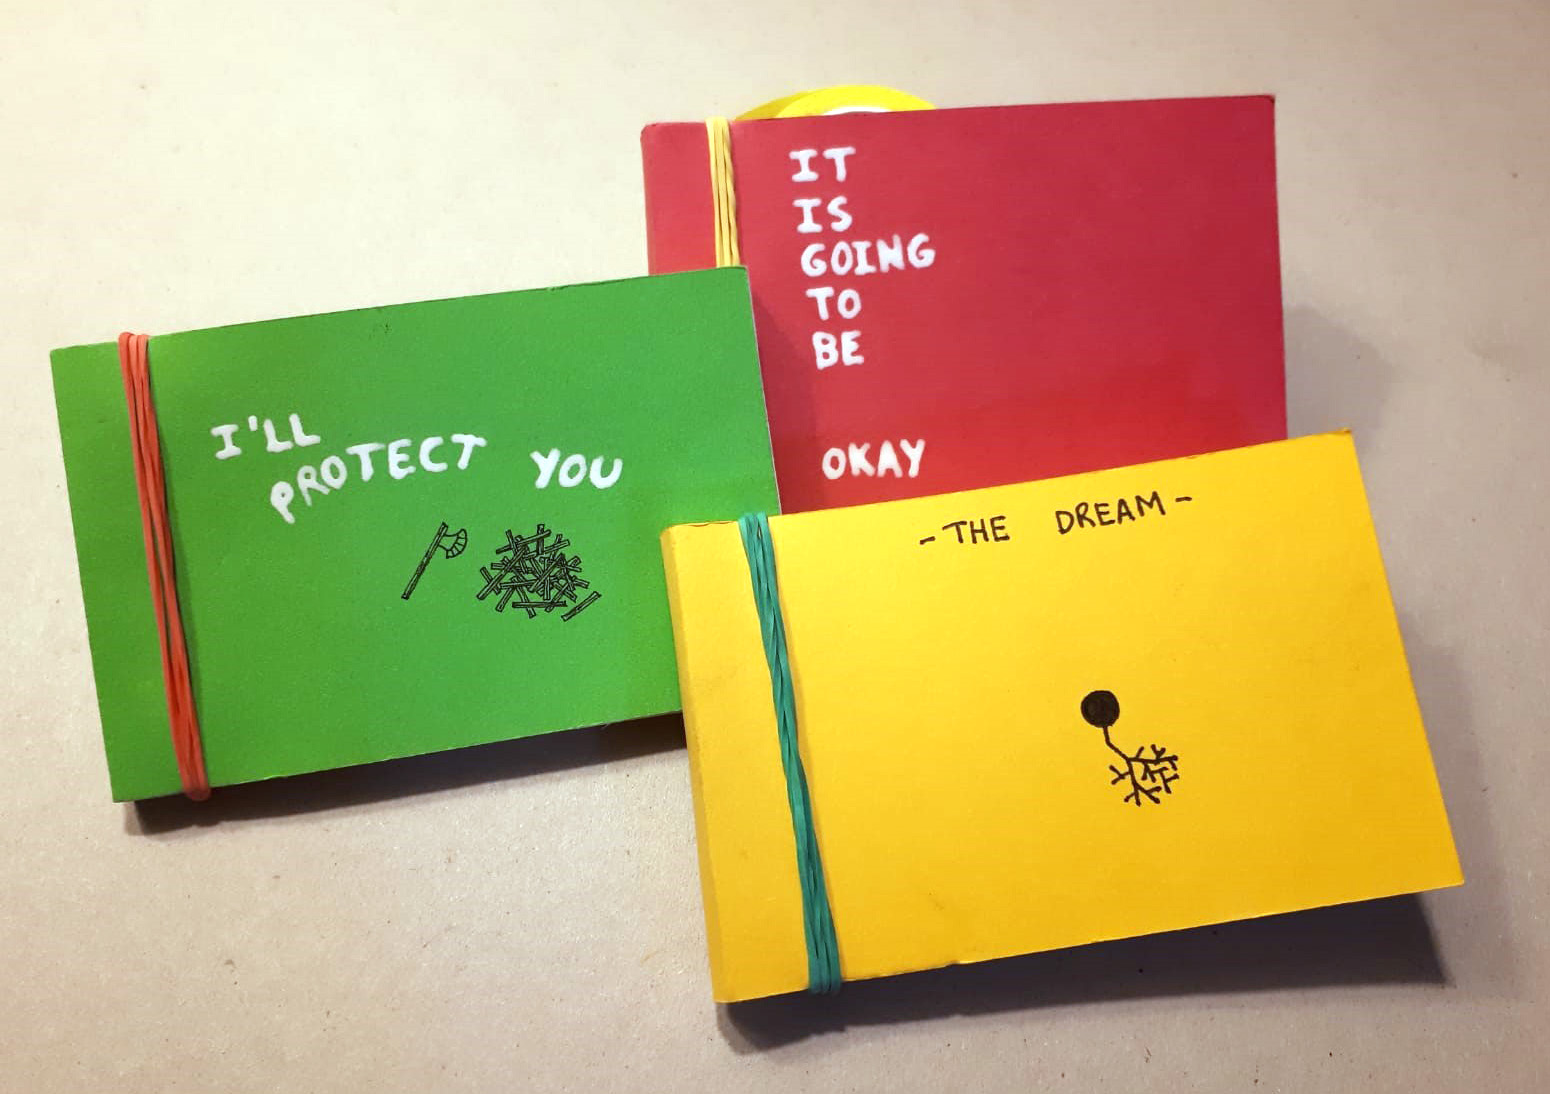 IT
IS
GOING
TO
BE
OKAY
I'LL
PROTECT YOU
-THE DREAM-